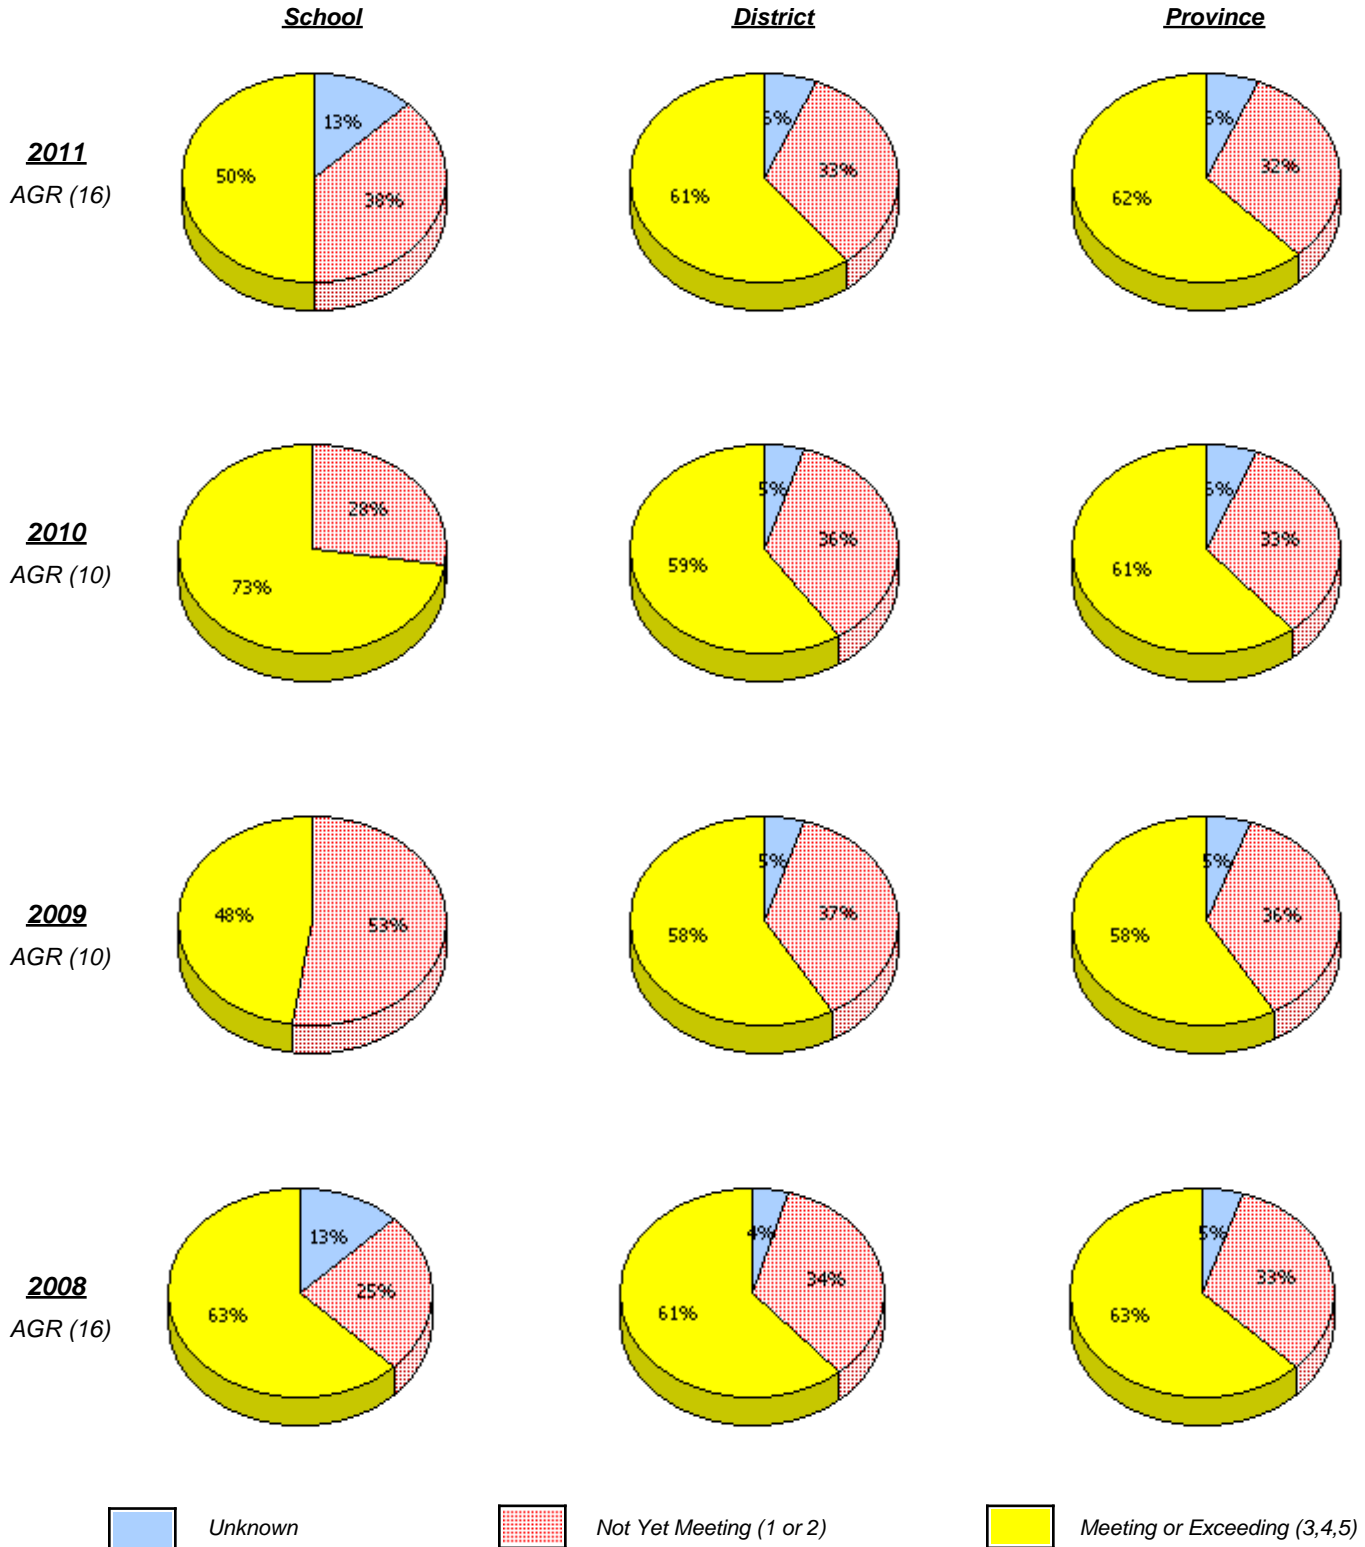 School District Province
13% 6% 6%
2011
38% 33% 32%
50% 61% 62%
AGR (16)
28% 5% 6%
2010
36% 33%
73% 59% 61%
AGR (10)
5% 5%
2009
48% 53% 37% 36%
58% 58%
AGR (10)
13% 4% 5%
2008
25% 34% 33%
63% 61% 63%
AGR (16)
Unknown Not Yet Meeting (1 or 2) Meeting or Exceeding (3,4,5)